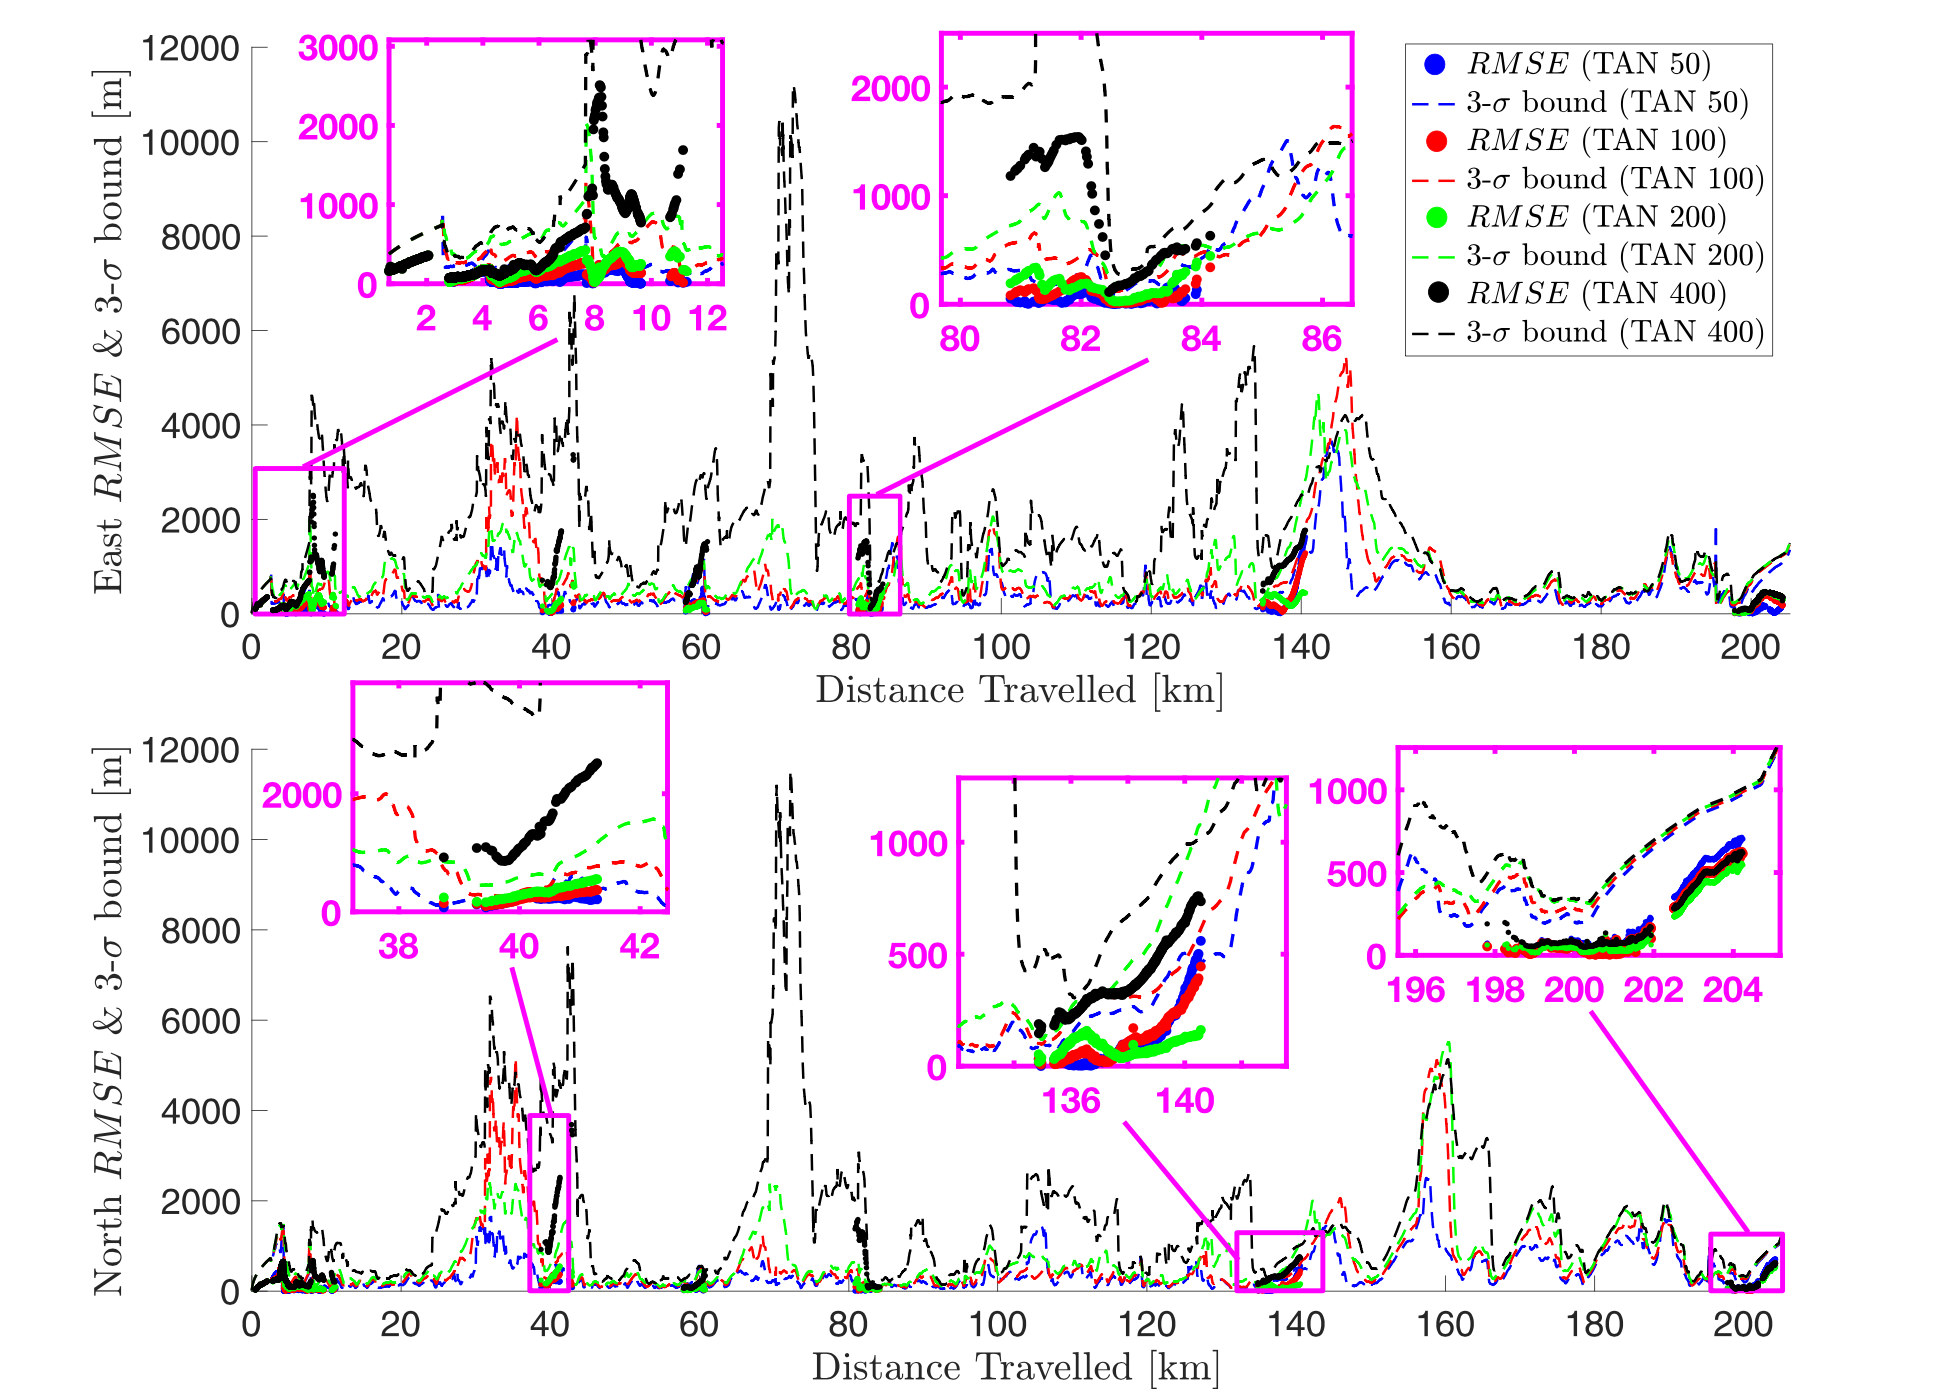 East RMSE & 3-σ bound [m]
12000
10000
8000
6000
4000
2000
0
0 20 40 60 80 100 120 140 160 180 200
Distance Travelled [km]
3000
2000
1000
0
2 4 6 8 10 12
2000
1000
0
80 82 84 86
RMSE (TAN 50)
3-σ bound (TAN 50)
RMSE (TAN 100)
3-σ bound (TAN 100)
RMSE (TAN 200)
3-σ bound (TAN 200)
RMSE (TAN 400)
3-σ bound (TAN 400)
North RMSE & 3-σ bound [m]
12000
10000
8000
6000
4000
2000
0
0 20 40 60 80 100 120 140 160 180 200
Distance Travelled [km]
2000
0
38 40 42
1000
500
0
136 140
1000
500
0
196 198 200 202 204